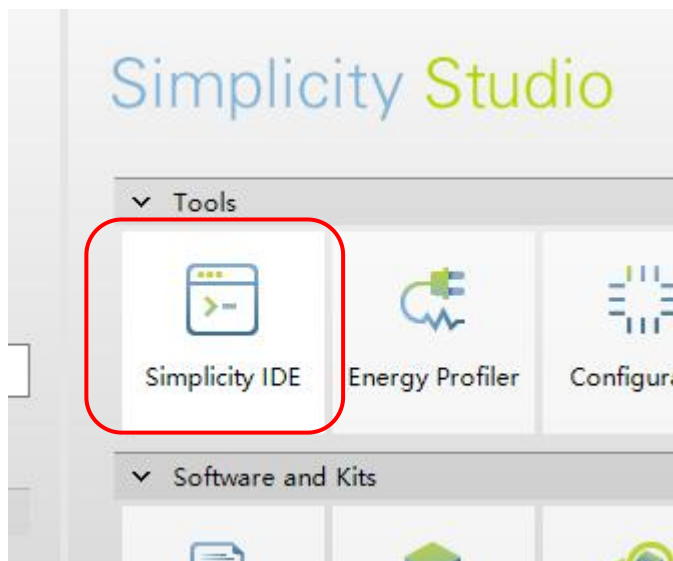 Simplicity Studio
Tools
Simplicity IDE
Energy Profiler
Software and Kits